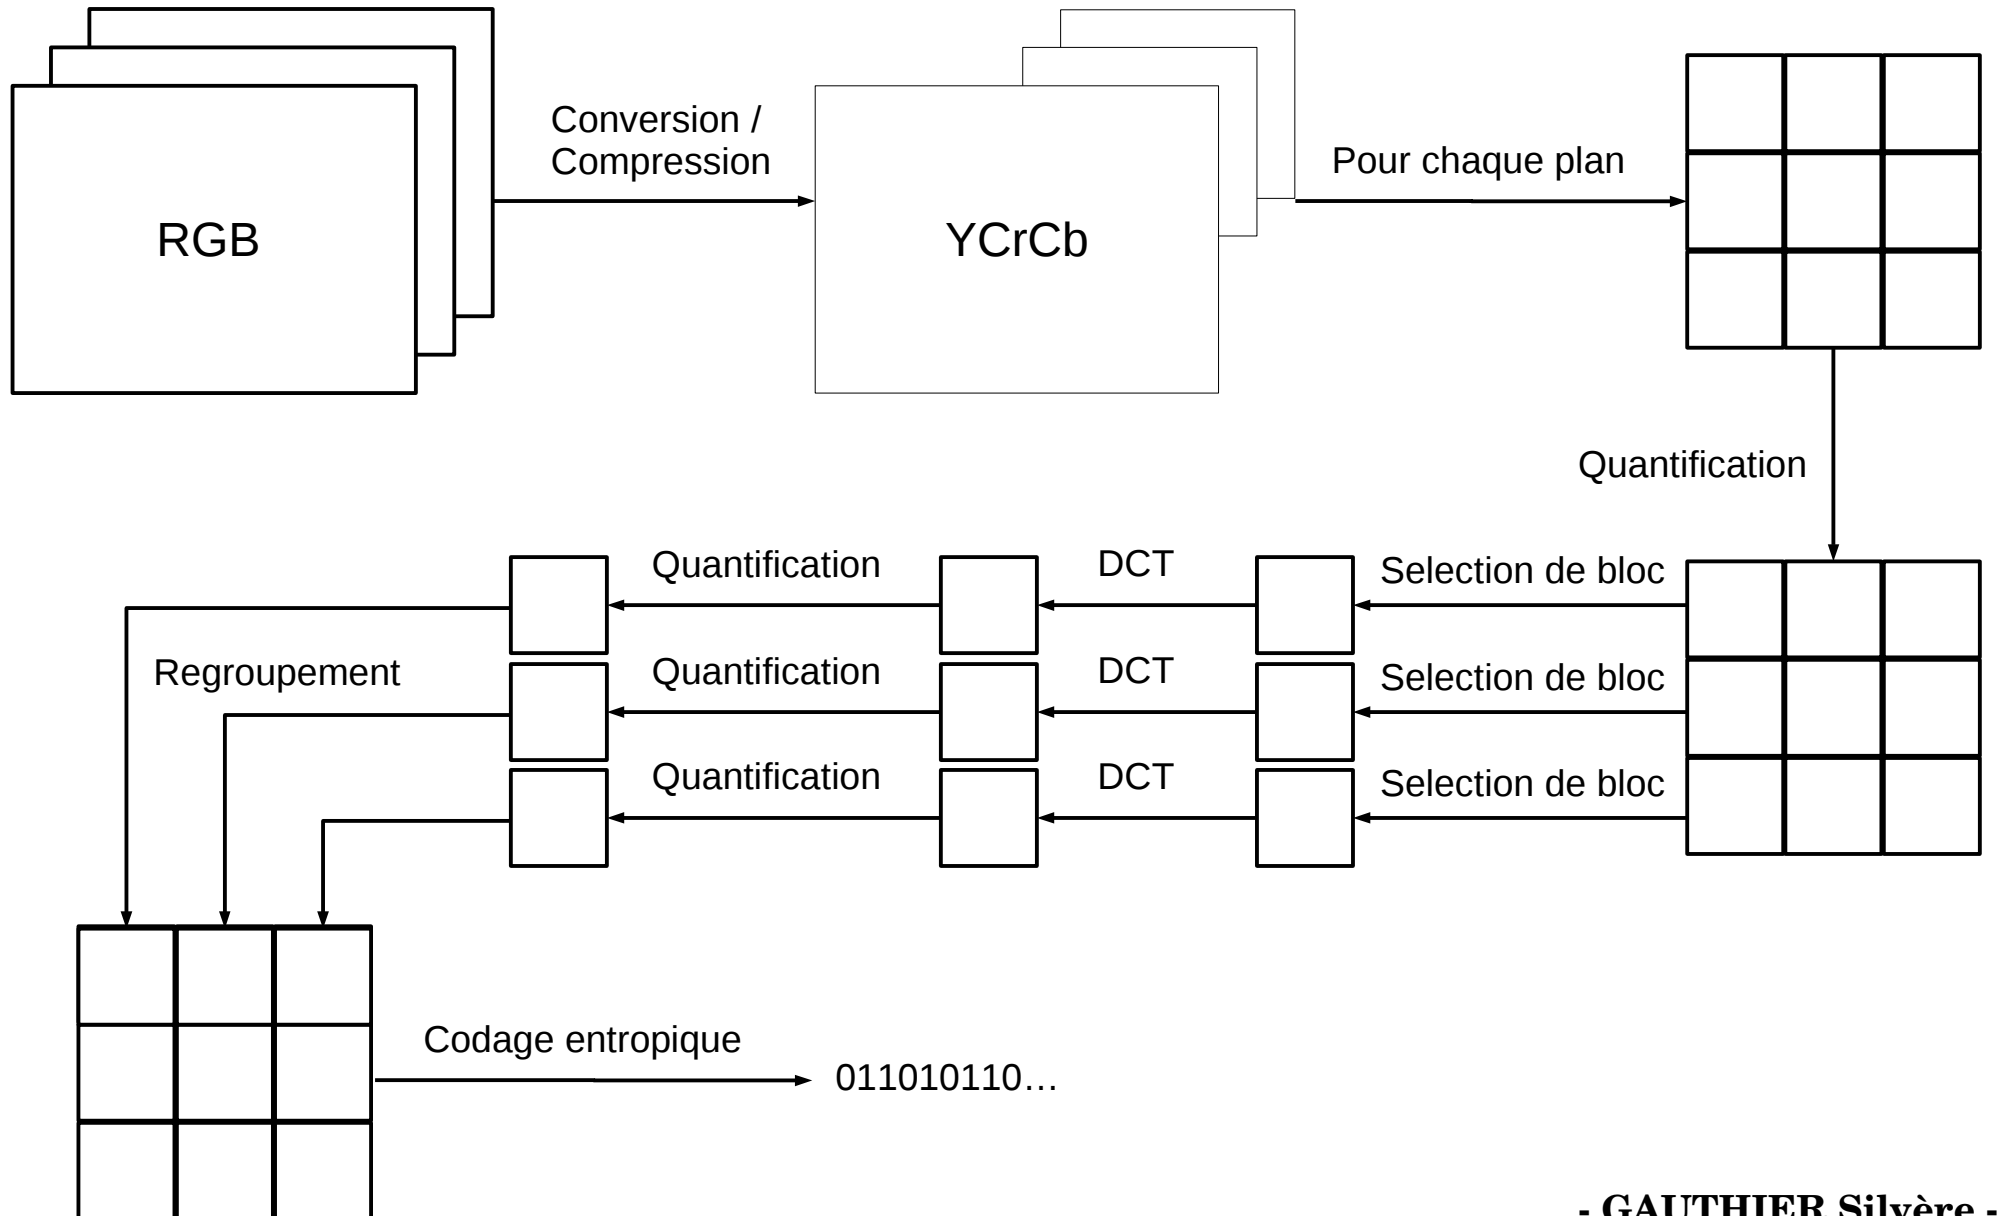 RGB
Conversion /
Compression
YCrCb
Pour chaque plan
Quantification
Quantification
DCT
Selection de bloc
Regroupement
Quantification
DCT
Selection de bloc
Quantification
DCT
Selection de bloc
Codage entropique
011010110…
- GAUTHIER Silvère -